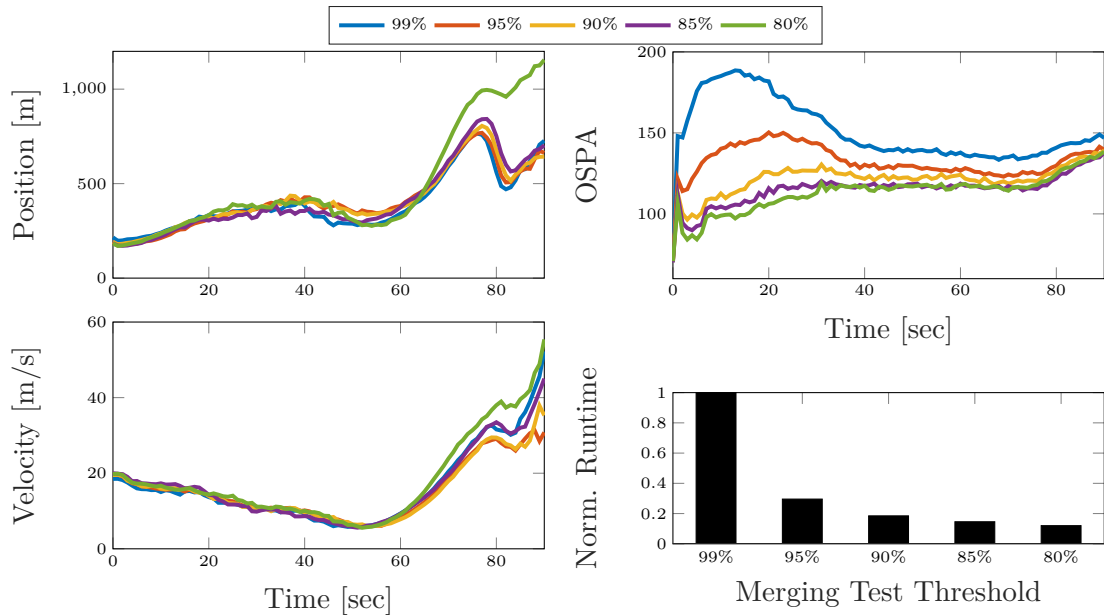 99% 95% 90% 85% 80%
Position [m]
1,000
500
0
0 20 40 60 80
OSPA
200
150
100
0 20 40 60 80
Time [sec]
Velocity [m/s]
60
40
20
0
0 20 40 60 80
Time [sec]
Norm. Runtime
1
0.8
0.6
0.4
0.2
0
99% 95% 90% 85% 80%
Merging Test Threshold